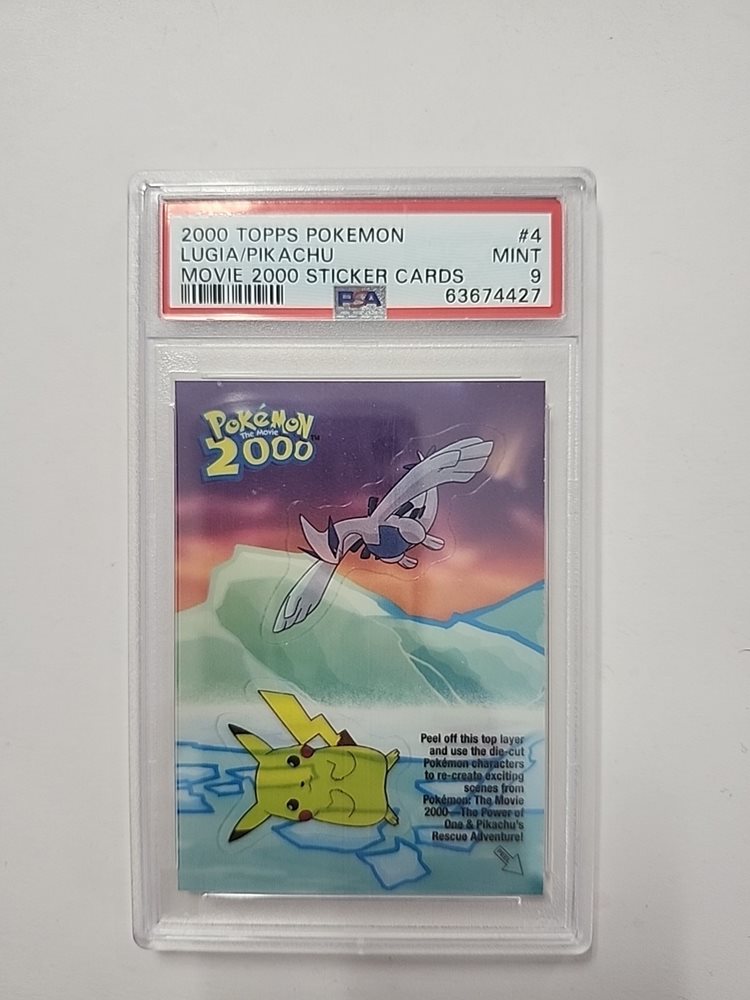 2000 TOPPS POKEMON #4
LUGIA/PIKACHU MINT
MOVIE 2000 STICKER CARDS 9
PSA 63674427
POKéMON
The Movie
2000™
Peel off this top layer
and use the die-cut
Pokémon characters
to re-create exciting
scenes from
Pokémon: The Movie
2000—The Power of
One & Pikachu's
Rescue Adventure!